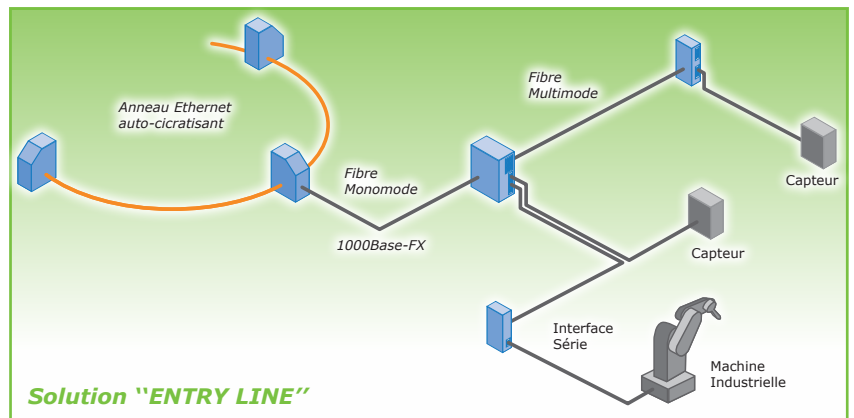 Anneau Ethernet
auto-cicratisant
Fibre
Multimode
Fibre
Monomode
Capteur
1000Base-FX
Capteur
Interface
Série
Machine
Industrielle
Solution “ENTRY LINE”